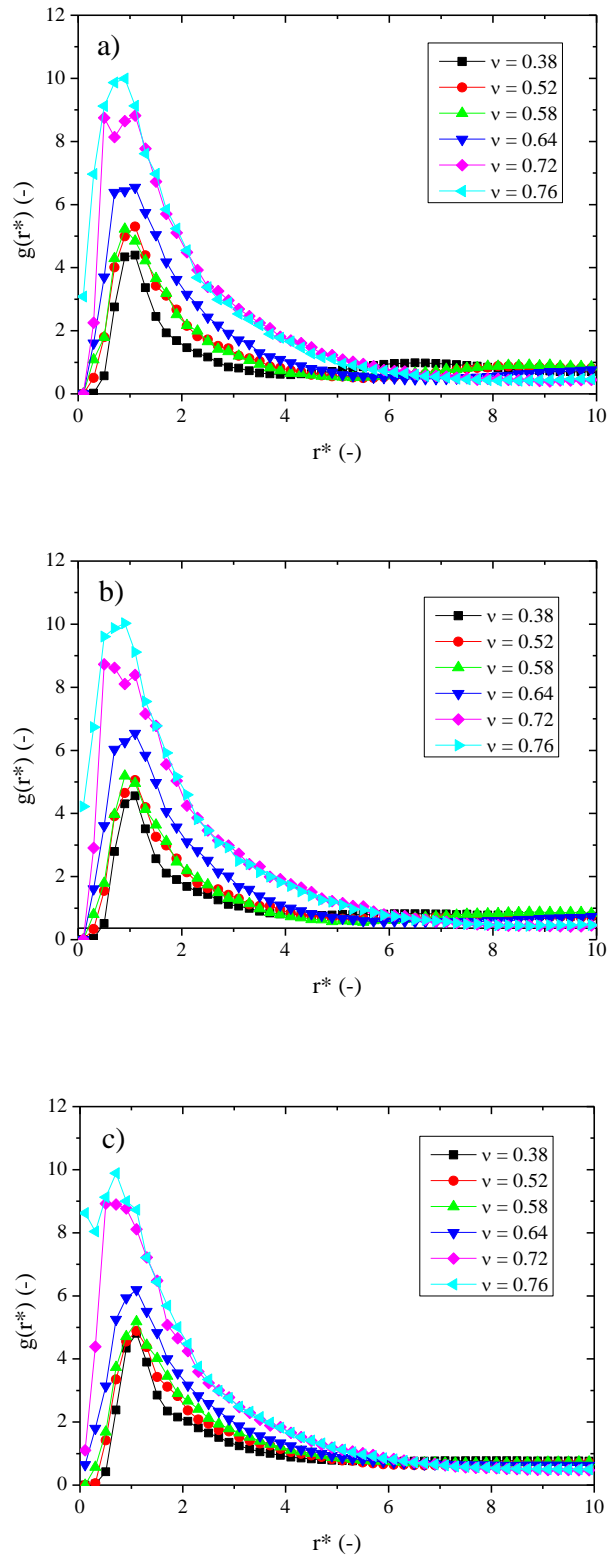 a)
ν = 0.38
ν = 0.52
ν = 0.58
ν = 0.64
ν = 0.72
ν = 0.76
12
10
8
6
4
2
0
g(r*) (-)
0 2 4 6 8 10
r* (-)
b)
ν = 0.38
ν = 0.52
ν = 0.58
ν = 0.64
ν = 0.72
ν = 0.76
12
10
8
6
4
2
0
g(r*) (-)
0 2 4 6 8 10
r* (-)
c)
ν = 0.38
ν = 0.52
ν = 0.58
ν = 0.64
ν = 0.72
ν = 0.76
12
10
8
6
4
2
0
g(r*) (-)
0 2 4 6 8 10
r* (-)